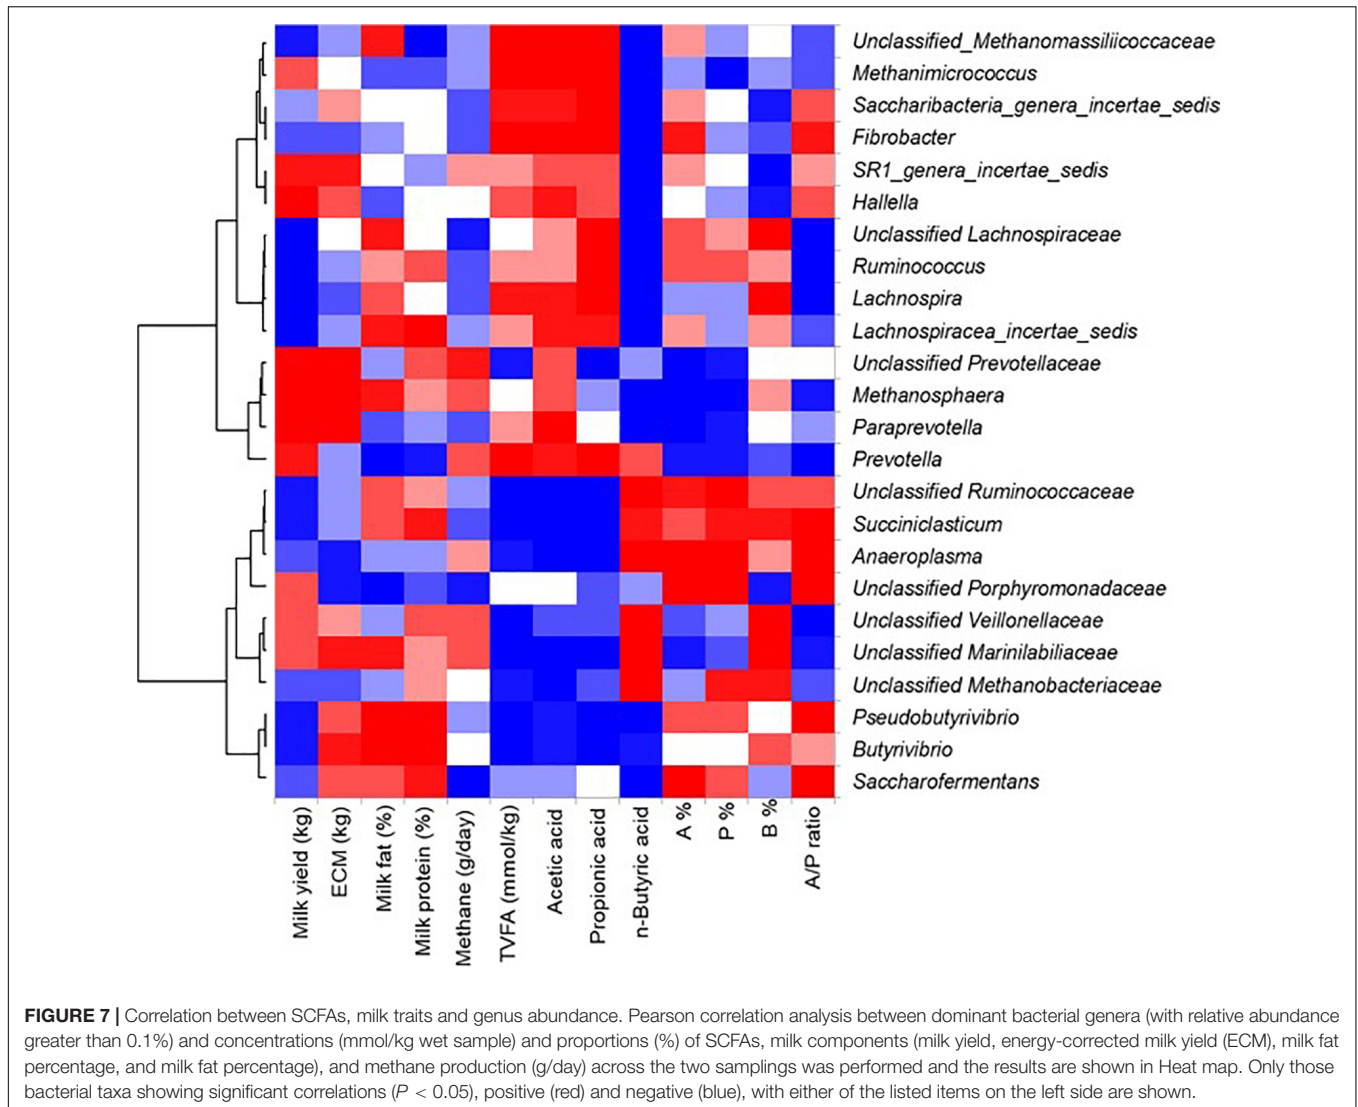 Unclassified_Methanomassiliicoccaceae
Methanimicrococcus
Saccharibacteria_genera_incertae_sedis
Fibrobacter
SR1_genera_incertae_sedis
Hallella
Unclassified Lachnospiraceae
Ruminococcus
Lachnospira
Lachnospiracea_incertae_sedis
Unclassified Prevotellaceae
Methanosphaera
Paraprevotella
Prevotella
Unclassified Ruminococcaceae
Succiniclasticum
Anaeroplasma
Unclassified Porphyromonadaceae
Unclassified Veillonellaceae
Unclassified Marinilabiliaceae
Unclassified Methanobacteriaceae
Pseudobutyrivibrio
Butyrivibrio
Saccharofermentans
Milk yield (kg)
ECM (kg)
Milk fat (%)
Milk protein (%)
Methane (g/day)
TVFA (mmol/kg)
Acetic acid
Propionic acid
n-Butyric acid
A %
P %
B %
A/P ratio
FIGURE 7 | Correlation between SCFAs, milk traits and genus abundance. Pearson correlation analysis between dominant bacterial genera (with relative abundance
greater than 0.1%) and concentrations (mmol/kg wet sample) and proportions (%) of SCFAs, milk components (milk yield, energy-corrected milk yield (ECM), milk fat
percentage, and milk fat percentage), and methane production (g/day) across the two samplings was performed and the results are shown in Heat map. Only those
bacterial taxa showing significant correlations (P < 0.05), positive (red) and negative (blue), with either of the listed items on the left side are shown.